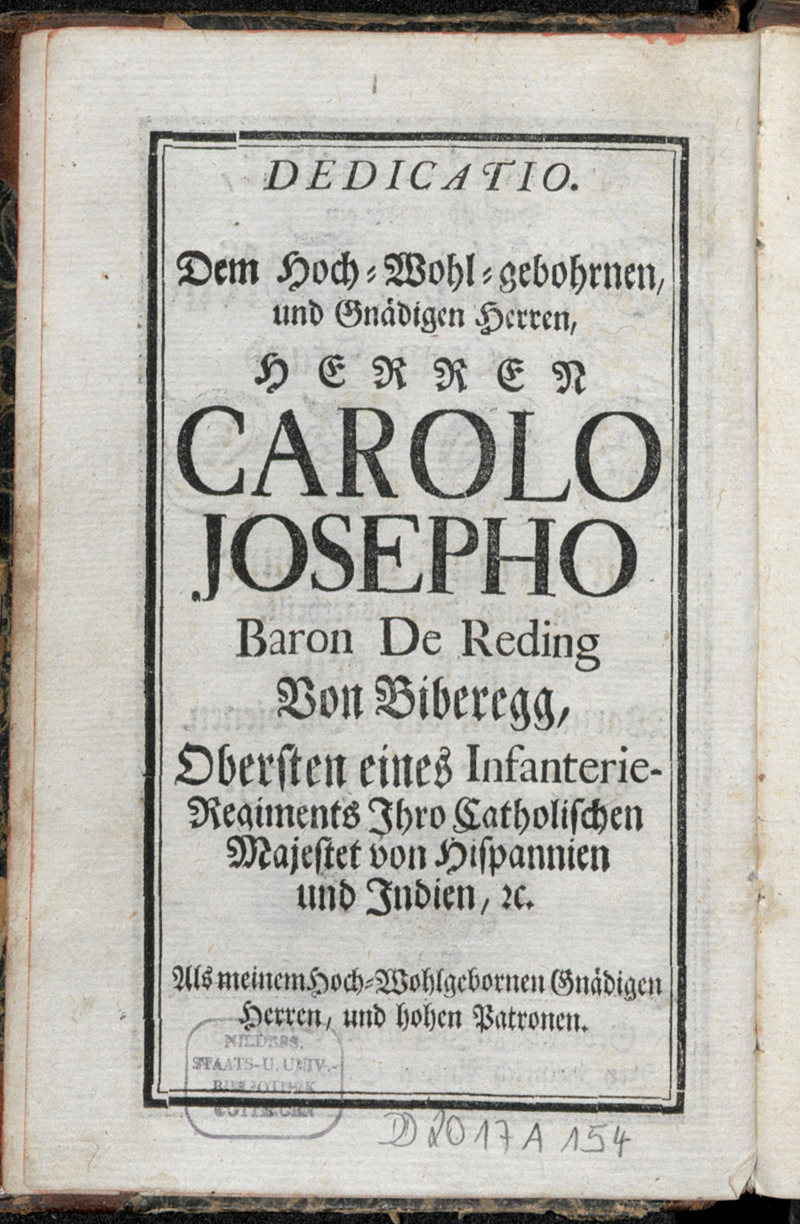 DEDICATIO.
Dem Hoch-Wohl-gebohrnen,
und Gnädigen Herren,
HERREN
CAROLO
JOSEPHO
Baron De Reding
Von Biberegg,
Obersten eines Infanterie-
Regiments Ihro Catholischen
Majestet von Hispannien
und Indien, ꝛc.
Als meinem Hoch-Wohlgebornen Gnädigen
Herren, und hohen Patronen.
NIEDERS.
STAATS-U. UNIV.-
BIBLIOTHEK
GÖTTINGEN
D 2017 A 154